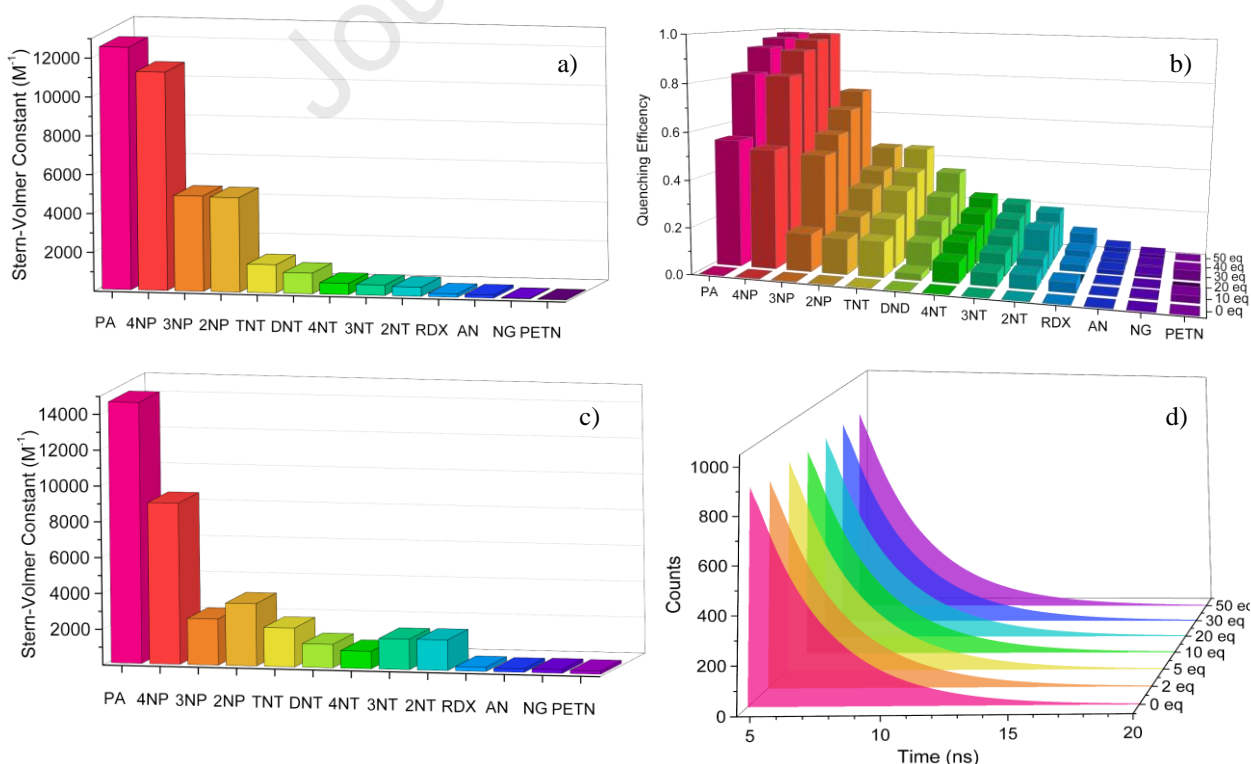 Jou
a)
Stern-Volmer Constant (M⁻¹)
12000
10000
8000
6000
4000
2000
PA 4NP 3NP 2NP TNT DNT 4NT 3NT 2NT RDX AN NG PETN
b)
Quenching Efficency
1.0
0.8
0.6
0.4
0.2
0.0
PA 4NP 3NP 2NP TNT DND 4NT 3NT 2NT RDX AN NG PETN
50 eq
40 eq
30 eq
20 eq
10 eq
0 eq
c)
Stern-Volmer Constant (M⁻¹)
14000
12000
10000
8000
6000
4000
2000
PA 4NP 3NP 2NP TNT DNT 4NT 3NT 2NT RDX AN NG PETN
d)
Counts
1000
800
600
400
200
0
5 10 15 20
Time (ns)
50 eq
30 eq
20 eq
10 eq
5 eq
2 eq
0 eq